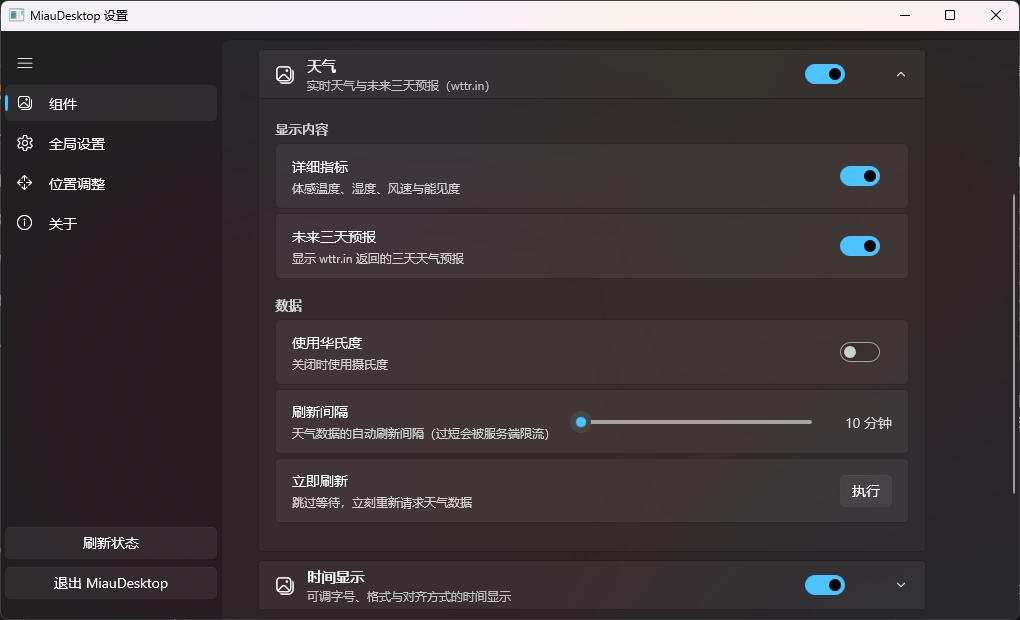 MiauDesktop 设置
组件
全局设置
位置调整
关于
刷新状态
退出 MiauDesktop
天气
实时天气与未来三天预报（wttr.in）
显示内容
详细指标
体感温度、湿度、风速与能见度
未来三天预报
显示 wttr.in 返回的三天天气预报
数据
使用华氏度
关闭时使用摄氏度
刷新间隔
天气数据的自动刷新间隔（过短会被服务端限流）
10 分钟
立即刷新
跳过等待，立刻重新请求天气数据
执行
时间显示
可调字号、格式与对齐方式的时间显示